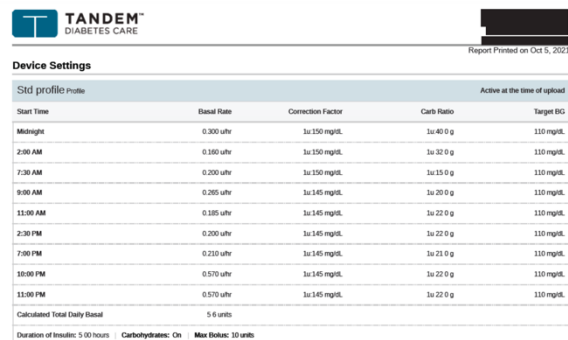 TANDEM™
DIABETES CARE
Report Printed on Oct 5, 2021
Device Settings
Std profile Profile Active at the time of upload
Start Time Basal Rate Correction Factor Carb Ratio Target BG
Midnight 0.300 u/hr 1u:150 mg/dL 1u:40 0 g 110 mg/dL
2:00 AM 0.160 u/hr 1u:150 mg/dL 1u 32 0 g 110 mg/dL
7:30 AM 0.200 u/hr 1u:150 mg/dL 1u:15 0 g 110 mg/dL
9:00 AM 0.265 u/hr 1u:145 mg/dL 1u 20 0 g 110 mg/dL
11:00 AM 0.185 u/hr 1u:145 mg/dL 1u 22 0 g 110 mg/dL
2:30 PM 0.200 u/hr 1u:145 mg/dL 1u 22 0 g 110 mg/dL
7:00 PM 0.210 u/hr 1u:145 mg/dL 1u 21 0 g 110 mg/dL
10:00 PM 0.570 u/hr 1u:145 mg/dL 1u 22 0 g 110 mg/dL
11:00 PM 0.570 u/hr 1u:145 mg/dL 1u 22 0 g 110 mg/dL
Calculated Total Daily Basal 5 6 units
Duration of Insulin: 5 00 hours | Carbohydrates: On | Max Bolus: 10 units